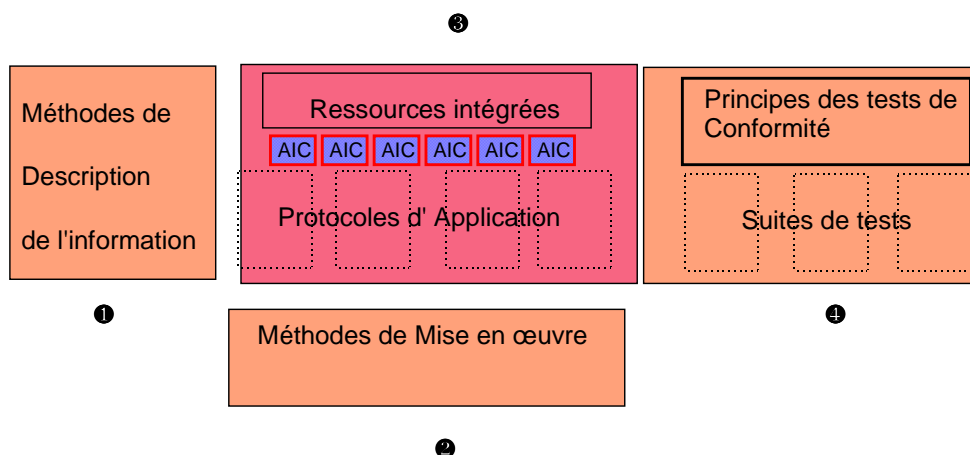 ❸
Méthodes de
Description
de l'information
❶
Ressources intégrées
AIC AIC AIC AIC AIC AIC
Protocoles d' Application
Principes des tests de
Conformité
Suites de tests
❹
Méthodes de Mise en œuvre
❷